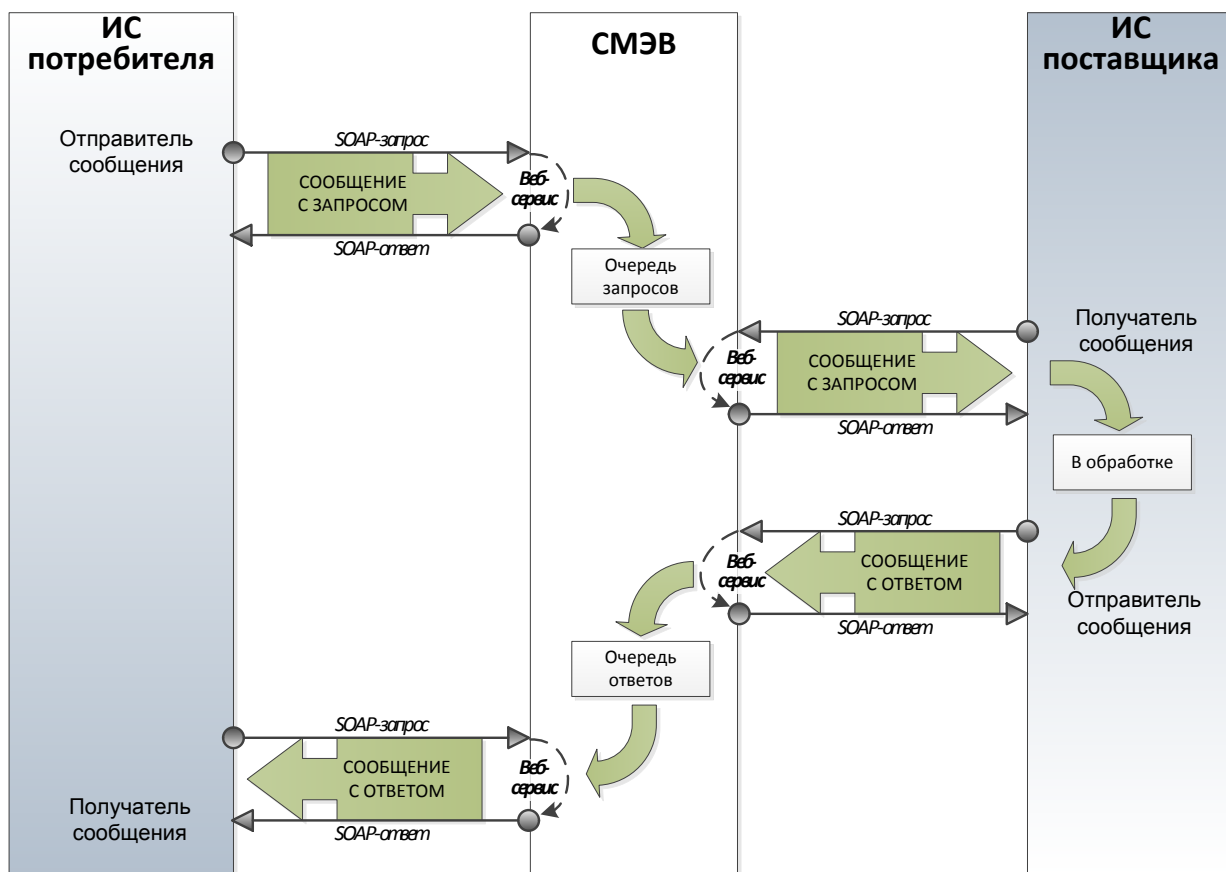 ИС
потребителя
СМЭВ
ИС
поставщика
Отправитель
сообщения
SOAP-запрос
СООБЩЕНИЕ
С ЗАПРОСОМ
Веб-
сервис
SOAP-ответ
Очередь
запросов
SOAP-запрос
Получатель
сообщения
Веб-
сервис
СООБЩЕНИЕ
С ЗАПРОСОМ
SOAP-ответ
В обработке
SOAP-запрос
Веб-
сервис
СООБЩЕНИЕ
С ОТВЕТОМ
Отправитель
сообщения
SOAP-ответ
Очередь
ответов
SOAP-запрос
СООБЩЕНИЕ
С ОТВЕТОМ
Веб-
сервис
Получатель
сообщения
SOAP-ответ